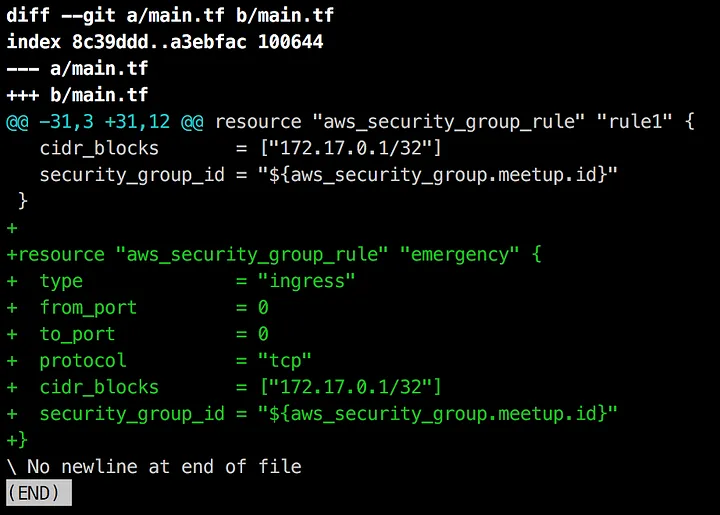 diff --git a/main.tf b/main.tf
index 8c39ddd..a3ebfac 100644
--- a/main.tf
+++ b/main.tf
@@ -31,3 +31,12 @@ resource "aws_security_group_rule" "rule1" {
   cidr_blocks       = ["172.17.0.1/32"]
   security_group_id = "${aws_security_group.meetup.id}"
 }
+
+resource "aws_security_group_rule" "emergency" {
+  type              = "ingress"
+  from_port         = 0
+  to_port           = 0
+  protocol          = "tcp"
+  cidr_blocks       = ["172.17.0.1/32"]
+  security_group_id = "${aws_security_group.meetup.id}"
+}
\ No newline at end of file
(END)